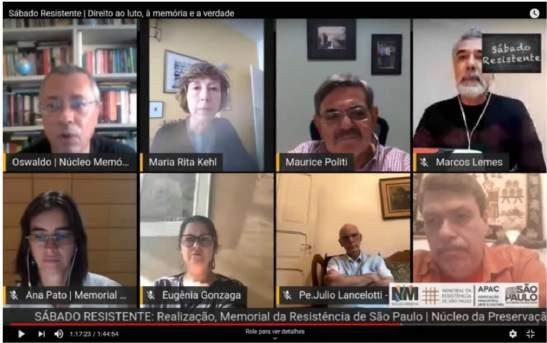 Sábado Resistente | Direito ao luto, à memória e a verdade
Sábado
Resistente
Oswaldo | Núcleo Memó...
Maria Rita Kehl
Maurice Politi
Marcos Lemes
Ana Pato | Memorial ...
Eugênia Gonzaga
Pe.Julio Lancelotti -
NM
MEMORIAL DA
RESISTÊNCIA
DE SÃO PAULO
APAC
SÃO PAULO
SÁBADO RESISTENTE: Realização, Memorial da Resistência de São Paulo | Núcleo da Preservaçã
1:17:23 / 1:44:54
Role para ver detalhes